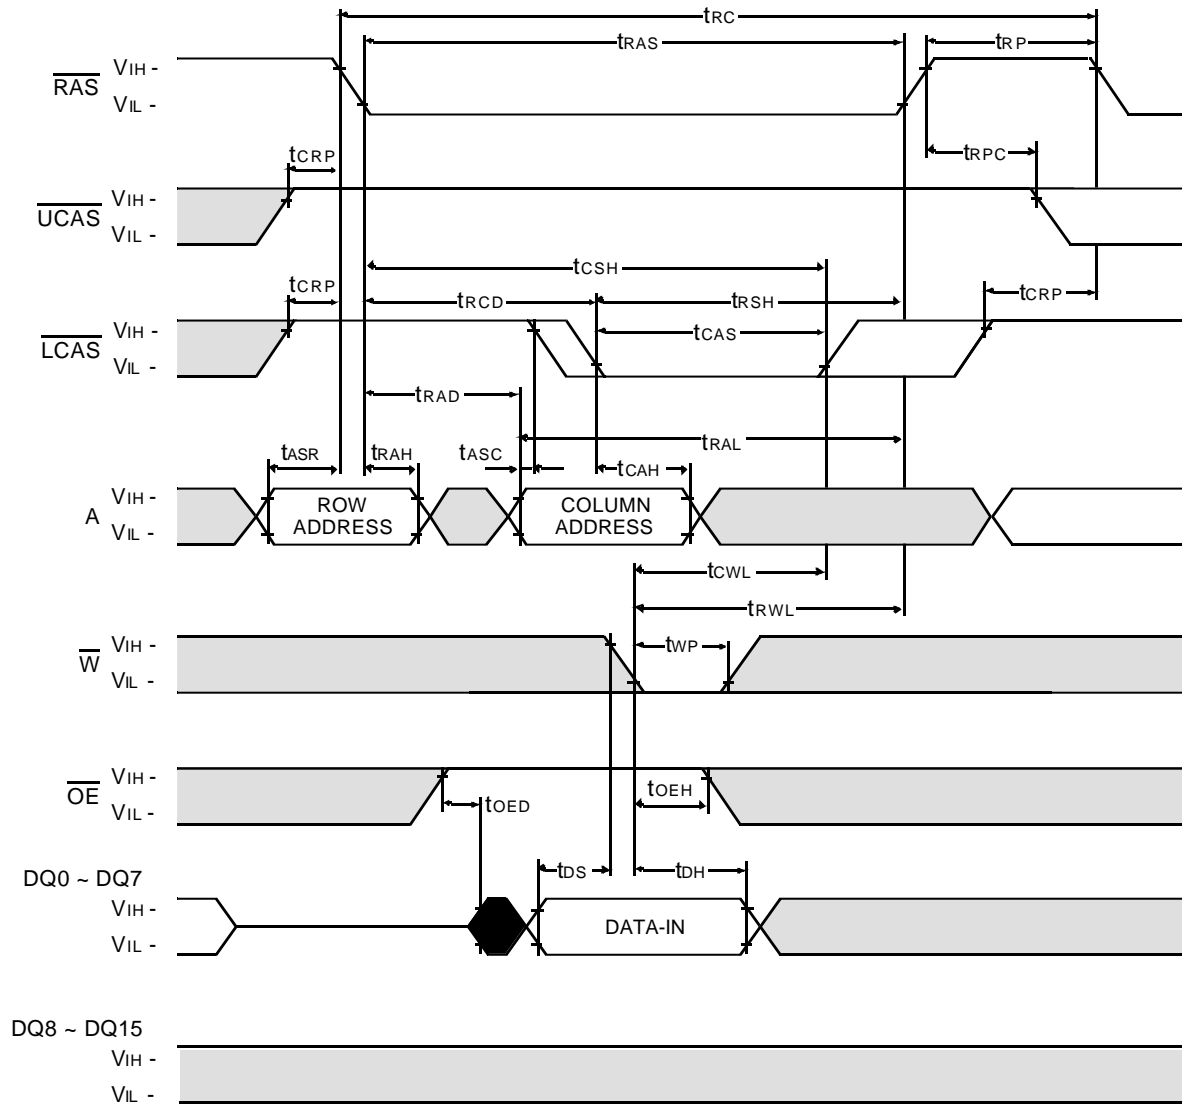 tRC
tRAS
tRP
RAS
VIH -
VIL -
tCRP
tRPC
UCAS
VIH -
VIL -
tCSH
tCRP
tRCD
tRSH
tCRP
LCAS
VIH -
VIL -
tCAS
tRAD
tRAL
tASR
tRAH
tASC
tCAH
A
VIH -
VIL -
ROW
ADDRESS
COLUMN
ADDRESS
tCWL
tRWL
W
VIH -
VIL -
tWP
OE
VIH -
VIL -
tOED
tOEH
DQ0 ~ DQ7
tDS
tDH
VIH -
VIL -
DATA-IN
DQ8 ~ DQ15
VIH -
VIL -